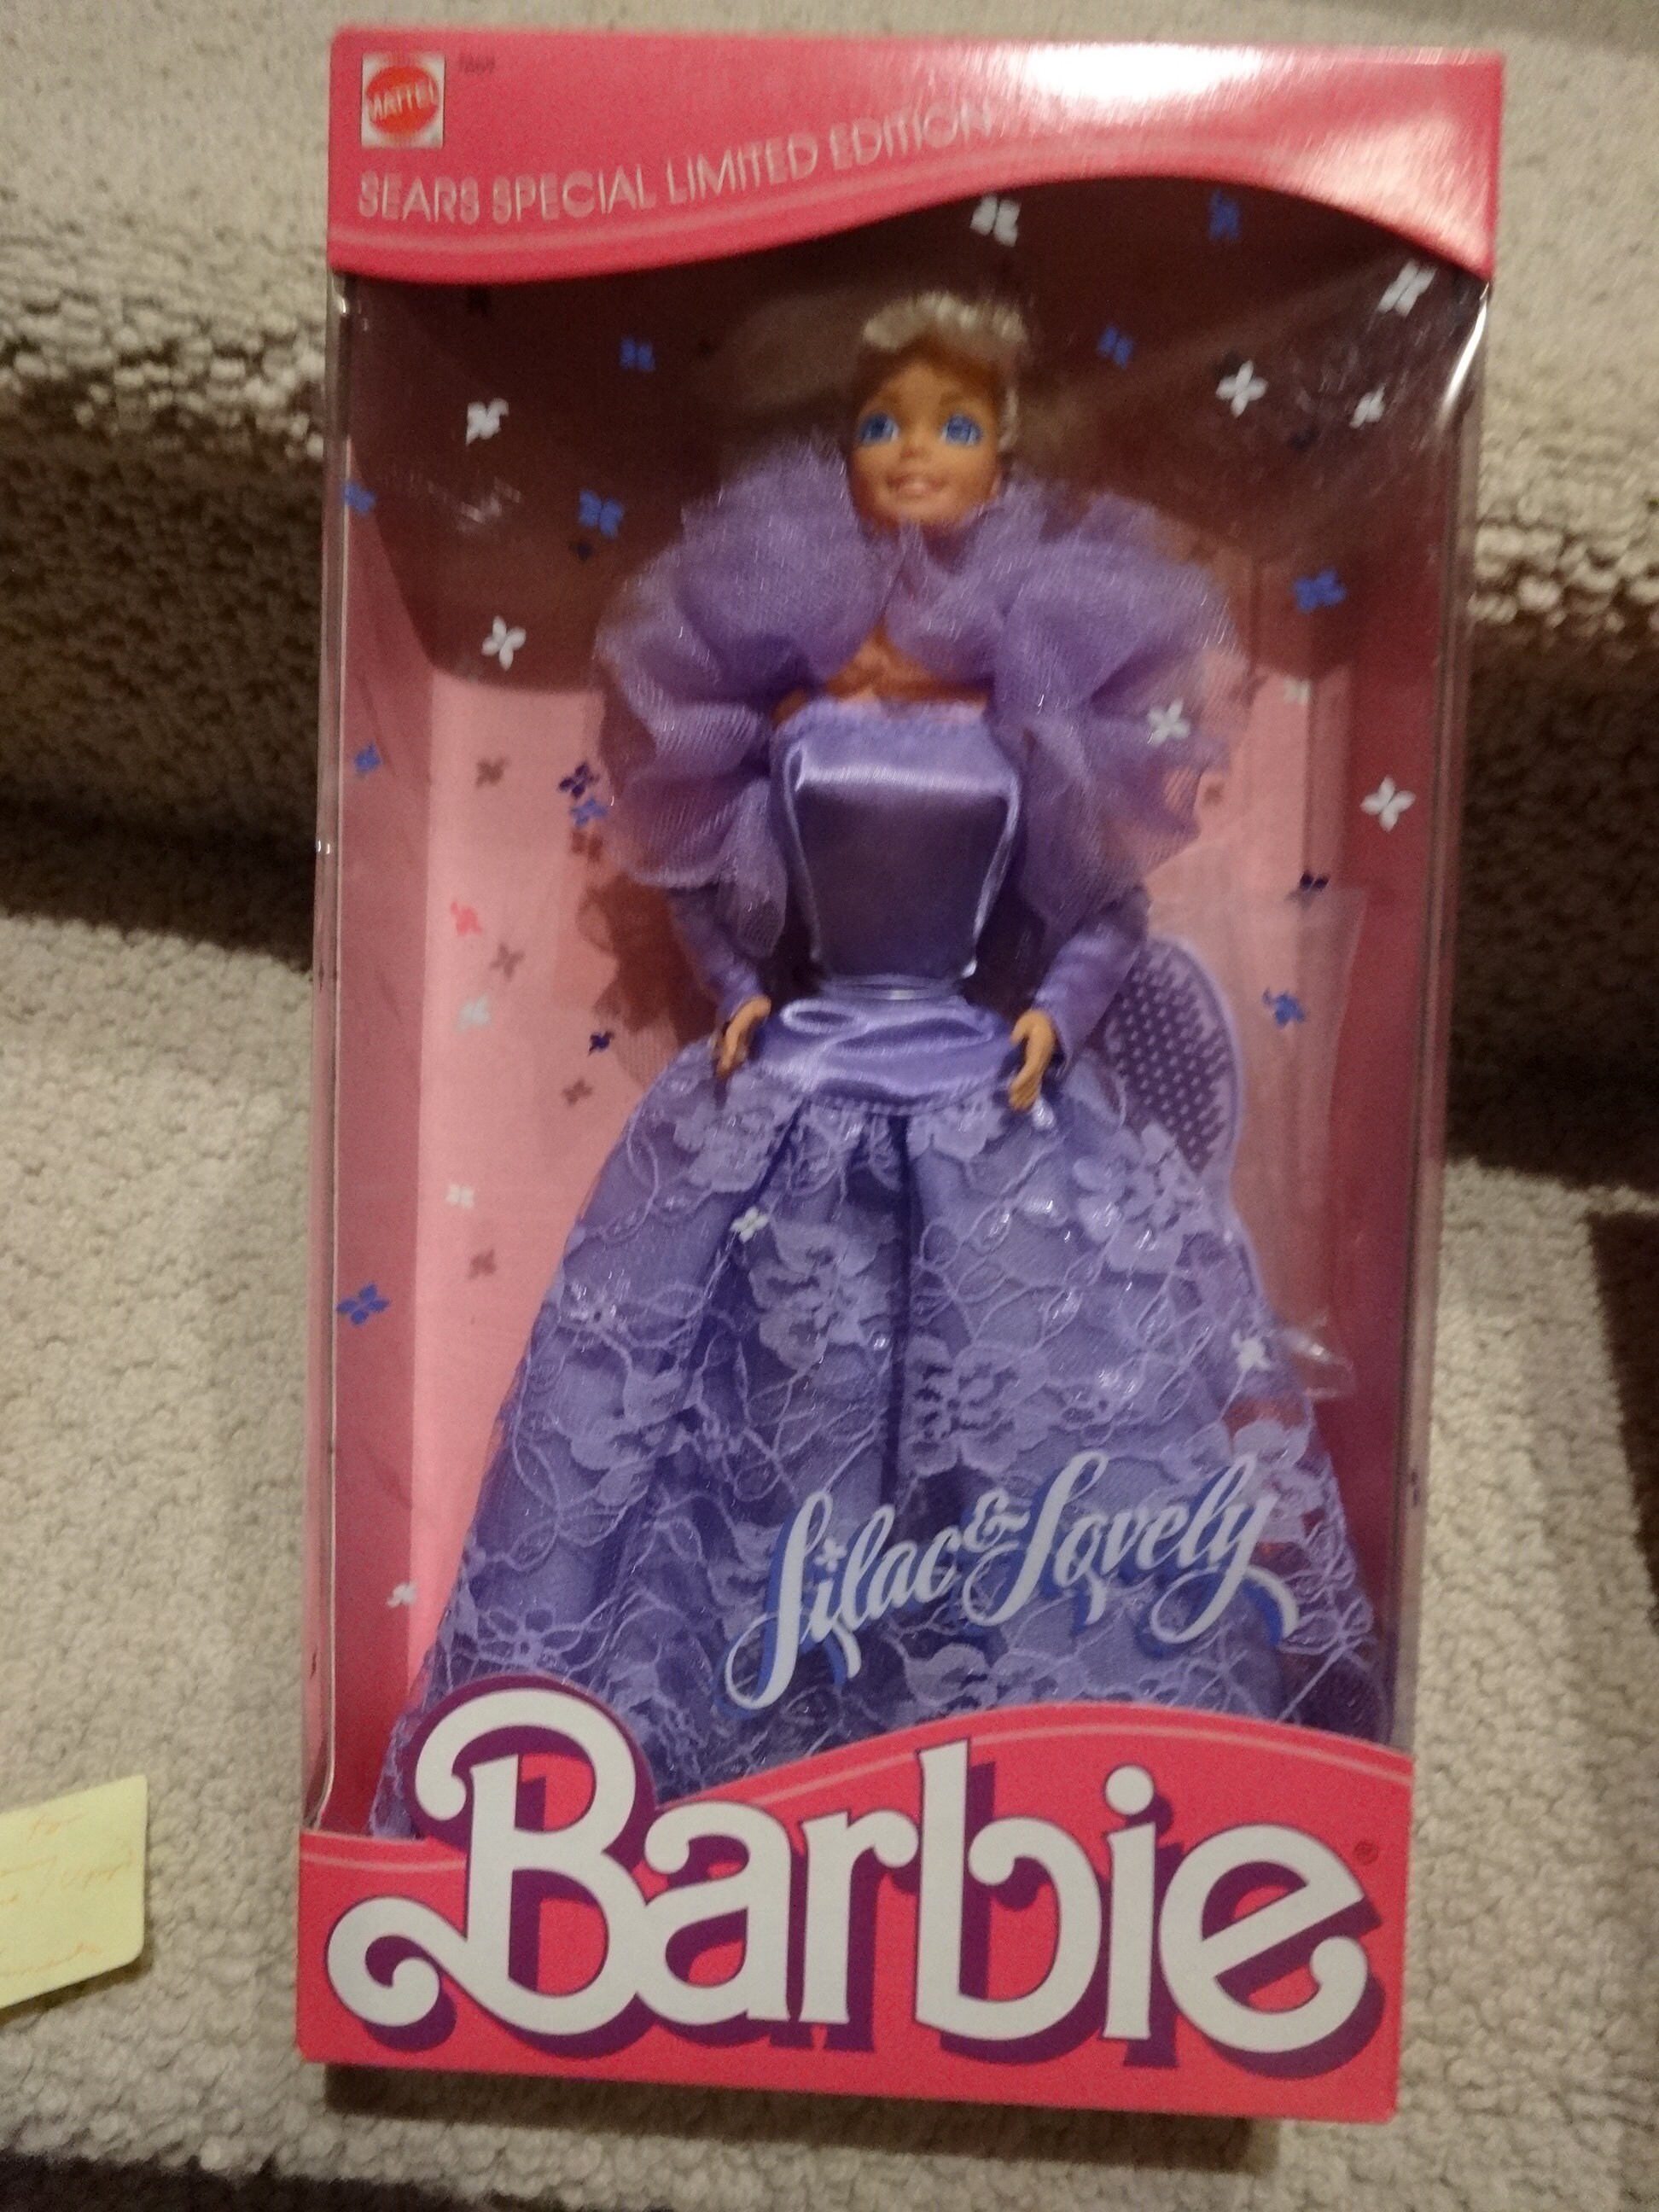 MATTEL
SEARS SPECIAL LIMITED EDITION
Lilac & Lovely
Barbie®